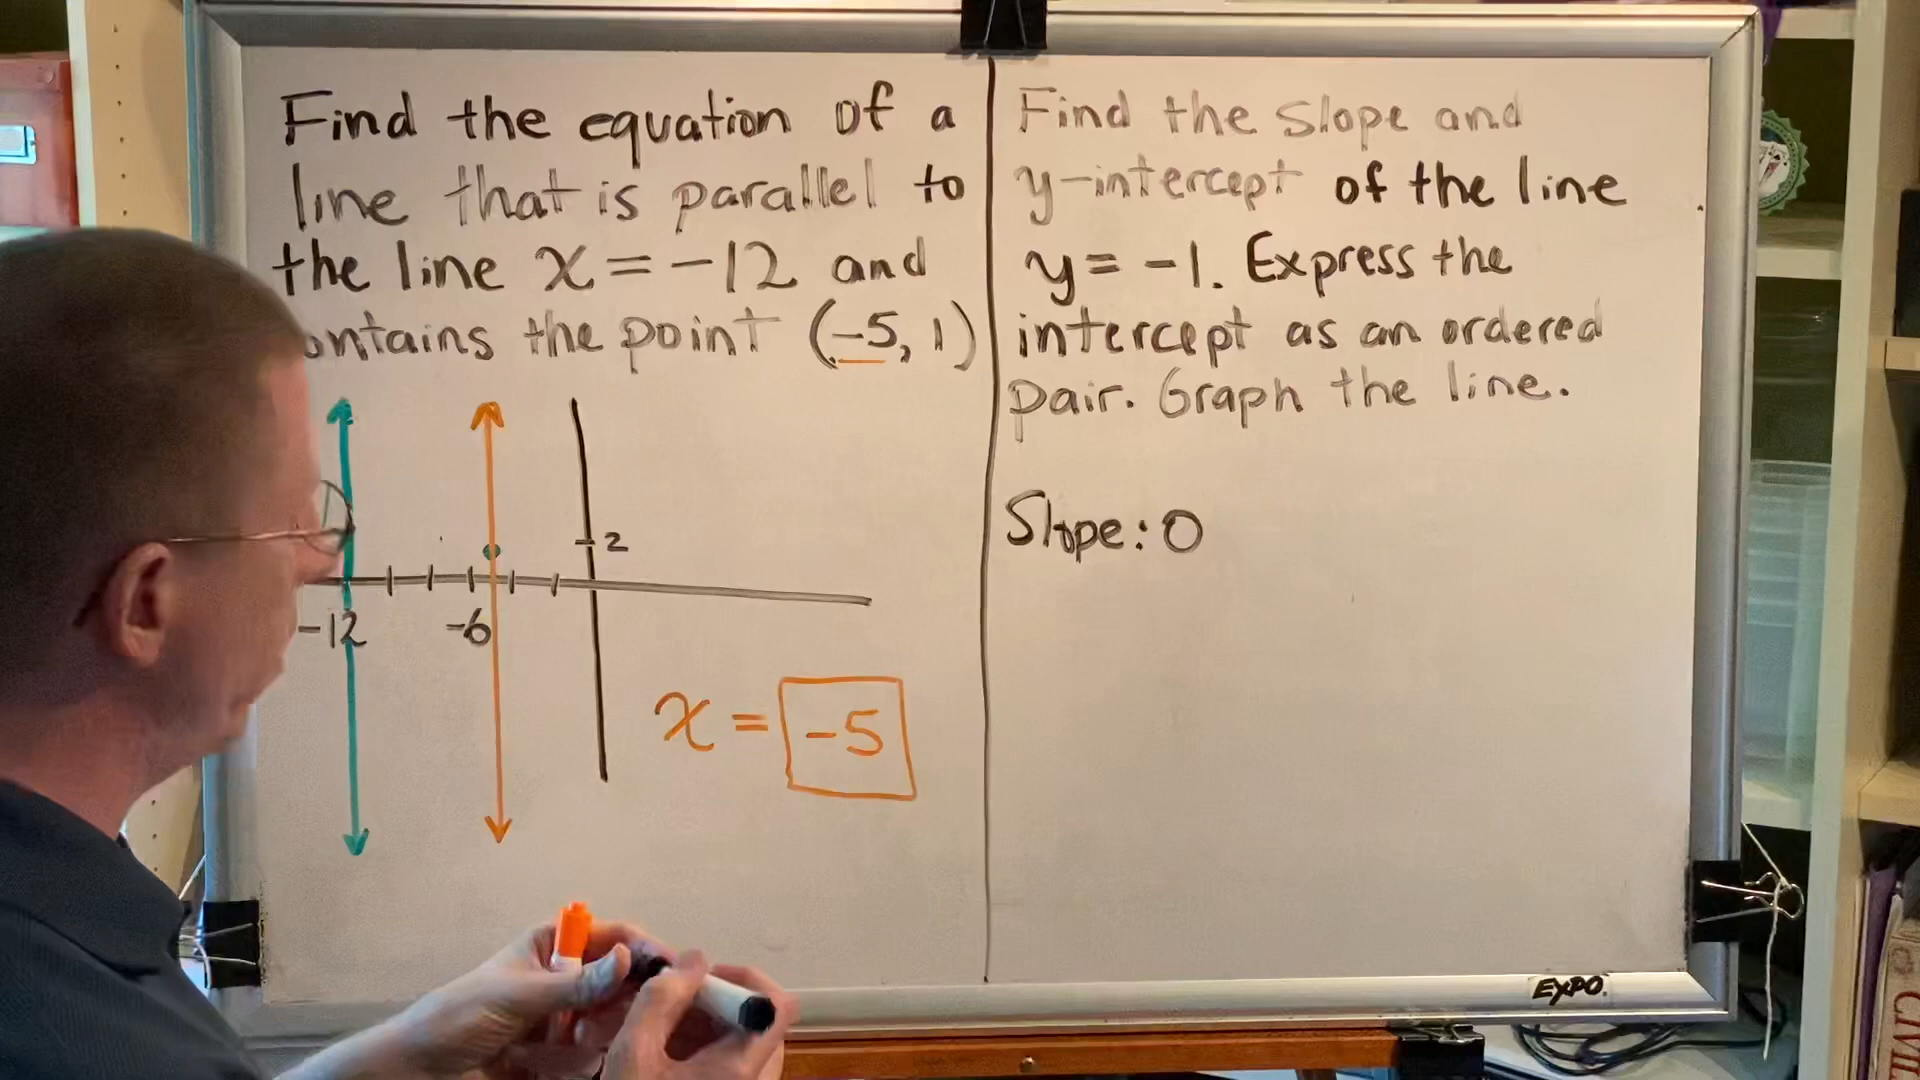 Find the equation of a
line that is parallel to
the line x = -12 and
ontains the point (-5, 1)
2
-12
-6
x = -5
Find the slope and
y-intercept of the line
y = -1. Express the
intercept as an ordered
pair. Graph the line.
Slope: 0
EXPO
CIVIL